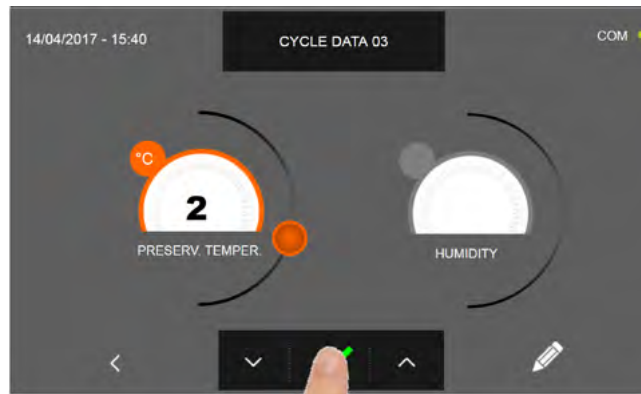 14/04/2017 - 15:40
CYCLE DATA 03
COM
°C
2
PRESERV. TEMPER.
HUMIDITY